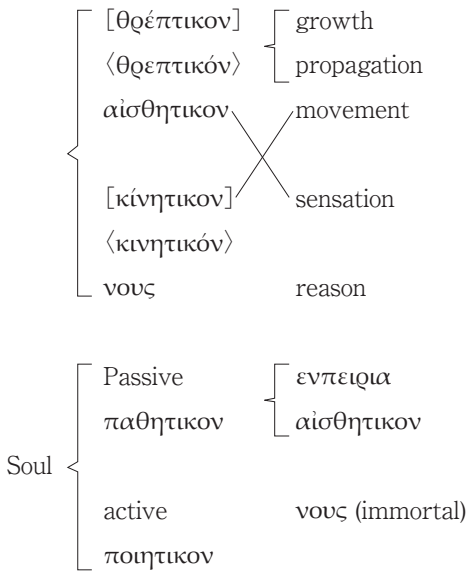 [θρέπτικον] growth
⟨θρεπτικόν⟩ propagation
αἰσθητικον movement
[κίνητικον] sensation
⟨κινητικόν⟩
νους reason
Passive ενπειρια
παθητικον αἰσθητικον
Soul
active νους (immortal)
ποιητικον